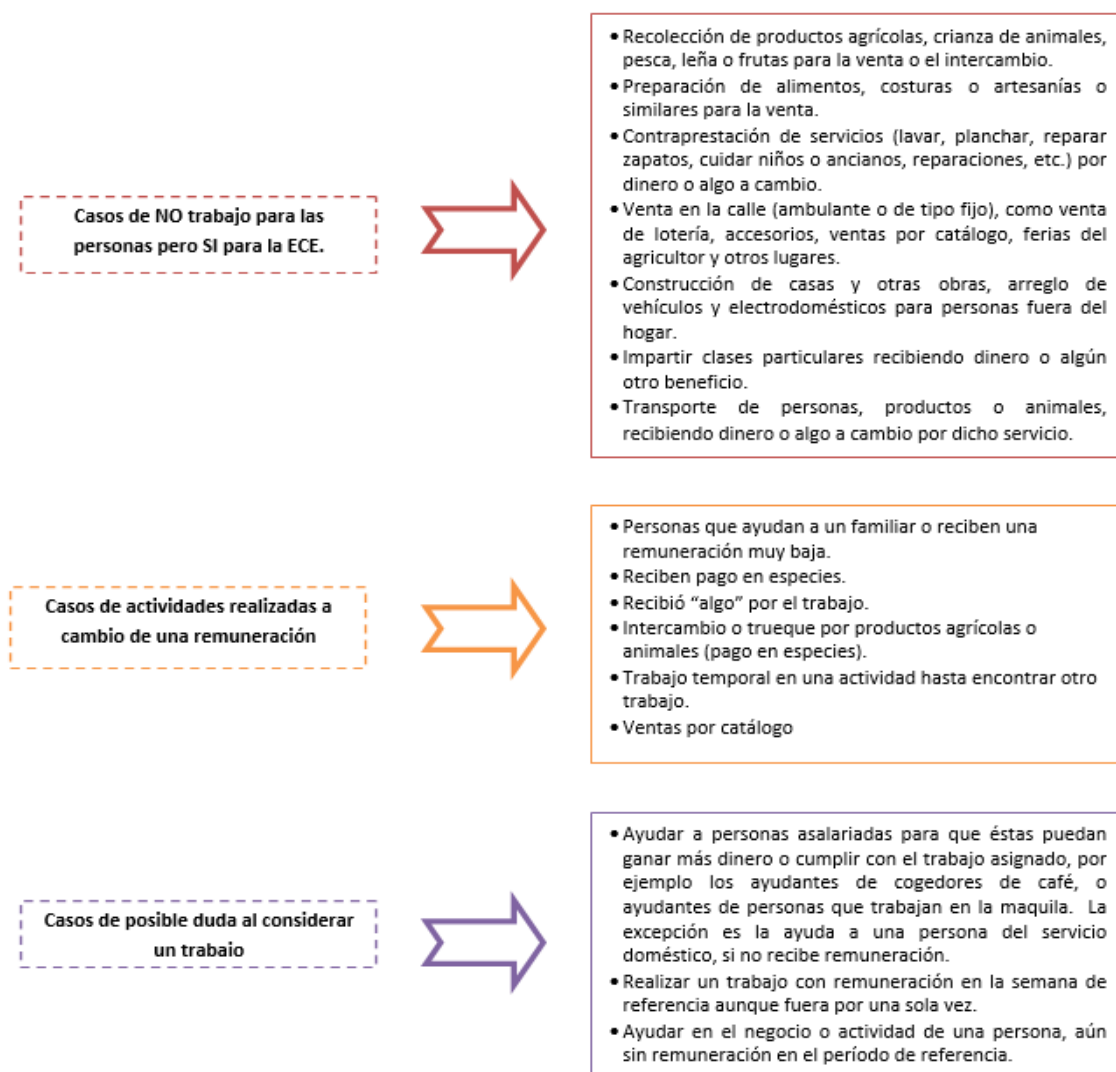 Casos de NO trabajo para las
personas pero SI para la ECE.
• Recolección de productos agrícolas, crianza de animales,
pesca, leña o frutas para la venta o el intercambio.
• Preparación de alimentos, costuras o artesanías o
similares para la venta.
• Contraprestación de servicios (lavar, planchar, reparar
zapatos, cuidar niños o ancianos, reparaciones, etc.) por
dinero o algo a cambio.
• Venta en la calle (ambulante o de tipo fijo), como venta
de lotería, accesorios, ventas por catálogo, ferias del
agricultor y otros lugares.
• Construcción de casas y otras obras, arreglo de
vehículos y electrodomésticos para personas fuera del
hogar.
• Impartir clases particulares recibiendo dinero o algún
otro beneficio.
• Transporte de personas, productos o animales,
recibiendo dinero o algo a cambio por dicho servicio.
Casos de actividades realizadas a
cambio de una remuneración
• Personas que ayudan a un familiar o reciben una
remuneración muy baja.
• Reciben pago en especies.
• Recibió “algo” por el trabajo.
• Intercambio o trueque por productos agrícolas o
animales (pago en especies).
• Trabajo temporal en una actividad hasta encontrar otro
trabajo.
• Ventas por catálogo
Casos de posible duda al considerar
un trabajo
• Ayudar a personas asalariadas para que éstas puedan
ganar más dinero o cumplir con el trabajo asignado, por
ejemplo los ayudantes de cogedores de café, o
ayudantes de personas que trabajan en la maquila. La
excepción es la ayuda a una persona del servicio
doméstico, si no recibe remuneración.
• Realizar un trabajo con remuneración en la semana de
referencia aunque fuera por una sola vez.
• Ayudar en el negocio o actividad de una persona, aún
sin remuneración en el período de referencia.